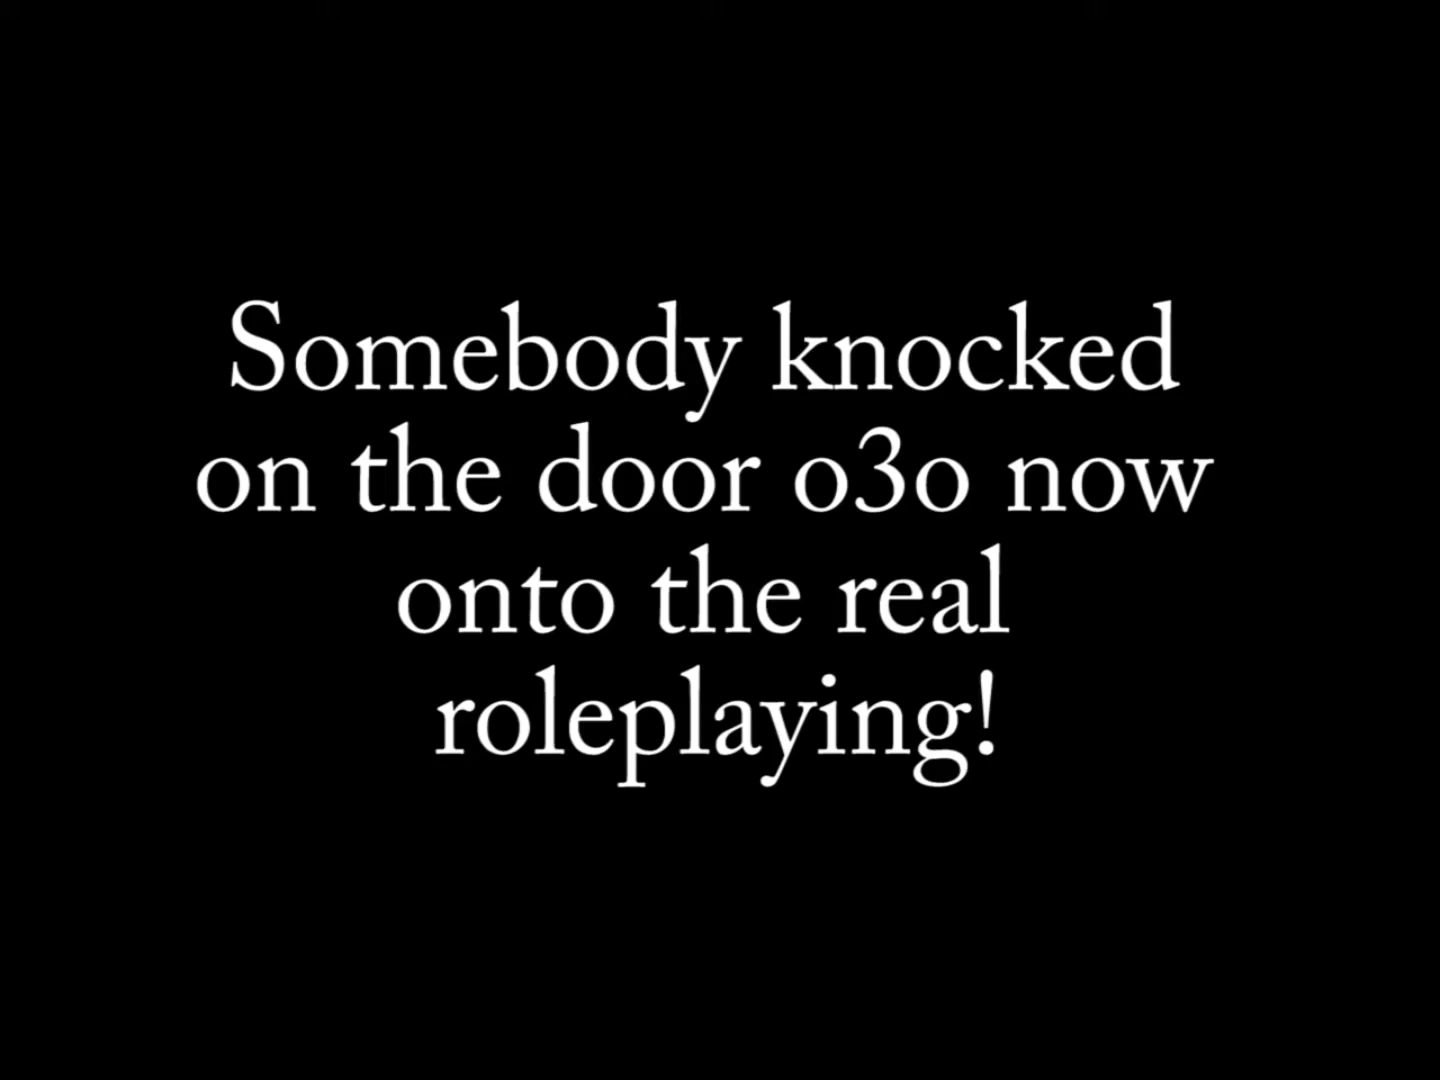 Somebody knocked
on the door o3o now
onto the real
roleplaying!